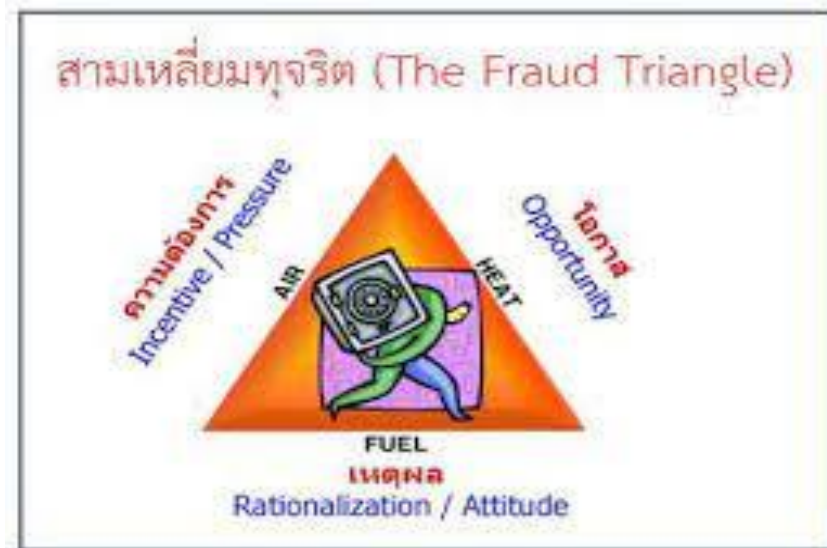 สามเหลี่ยมทุจริต (The Fraud Triangle)
ความต้องการ
Incentive / Pressure
AIR
HEAT
โอกาส
Opportunity
FUEL
เหตุผล
Rationalization / Attitude